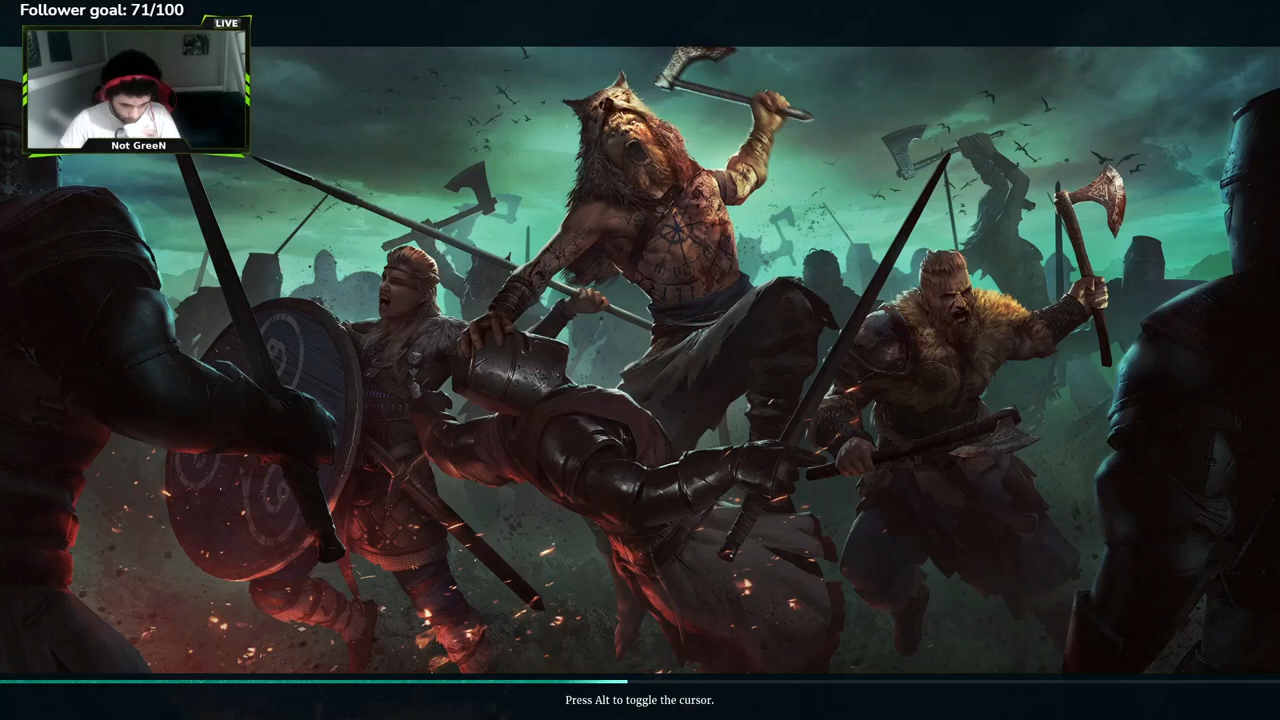 Follower goal: 71/100
LIVE
Not GreeN
Press Alt to toggle the cursor.